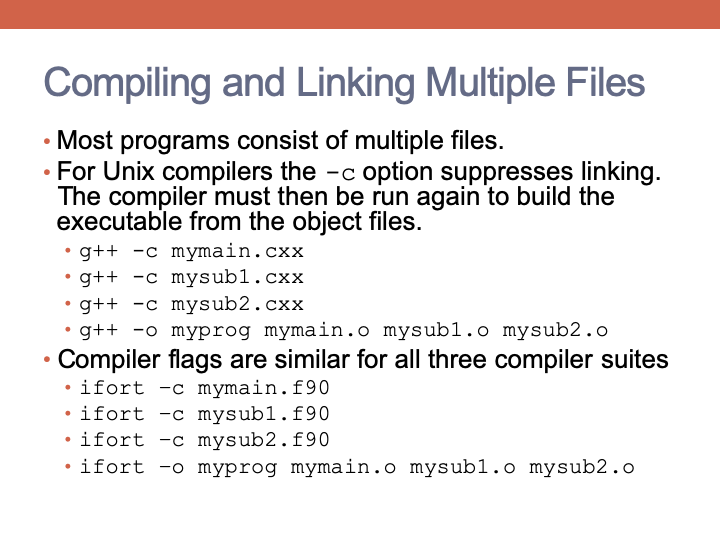 Compiling and Linking Multiple Files
• Most programs consist of multiple files.
• For Unix compilers the -c option suppresses linking.
The compiler must then be run again to build the
executable from the object files.
• g++ -c mymain.cxx
• g++ -c mysub1.cxx
• g++ -c mysub2.cxx
• g++ -o myprog mymain.o mysub1.o mysub2.o
• Compiler flags are similar for all three compiler suites
• ifort –c mymain.f90
• ifort –c mysub1.f90
• ifort –c mysub2.f90
• ifort –o myprog mymain.o mysub1.o mysub2.o